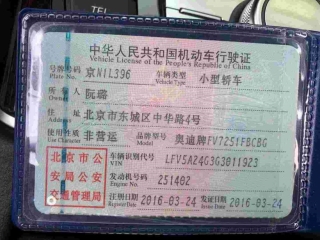 TEL
中华人民共和国机动车行驶证
Vehicle License of the People's Republic of China
号牌号码 京N1L396 车辆类型 小型轿车
Plate No. Vehicle Type
所有人 阮璐
Owner
住址 北京市东城区中华路4号
Address
使用性质 非营运 品牌型号 奥迪牌FV7251FBCBG
Use Character Model
北京市公安局公安交通管理局
车辆识别代号 LFV5A24G3G3011923
VIN
发动机号码 251402
Engine No.
注册日期 2016-03-24 发证日期 2016-03-24
Register Date Issue Date